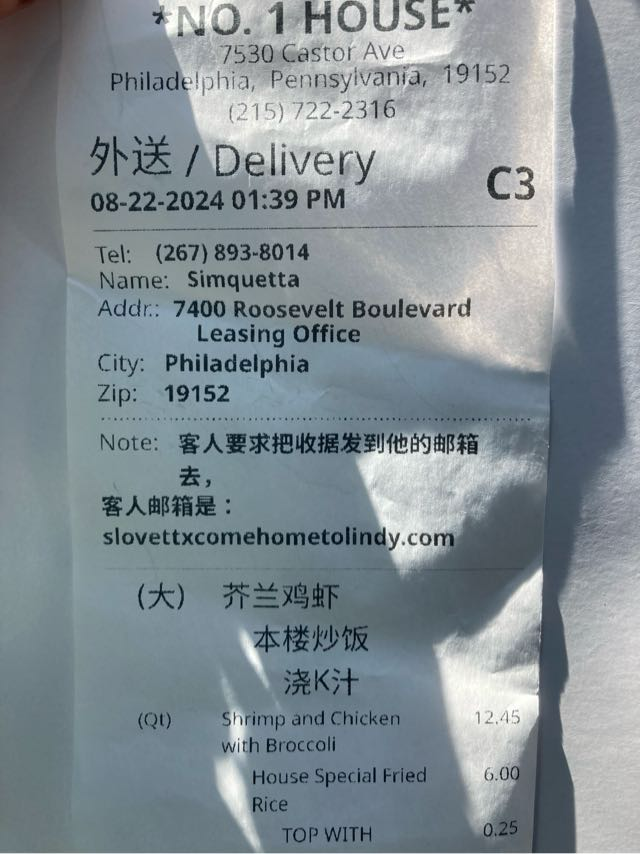 *NO. 1 HOUSE*
7530 Castor Ave
Philadelphia, Pennsylvania, 19152
(215) 722-2316
外送 / Delivery
C3
08-22-2024 01:39 PM
Tel: (267) 893-8014
Name: Simquetta
Addr.: 7400 Roosevelt Boulevard
Leasing Office
City: Philadelphia
Zip: 19152
Note: 客人要求把收据发到他的邮箱
去，
客人邮箱是：
slovettxcomehometolindy.com
(大) 芥兰鸡虾
本楼炒饭
浇K汁
(Qt) Shrimp and Chicken 12.45
with Broccoli
House Special Fried 6.00
Rice
TOP WITH 0.25